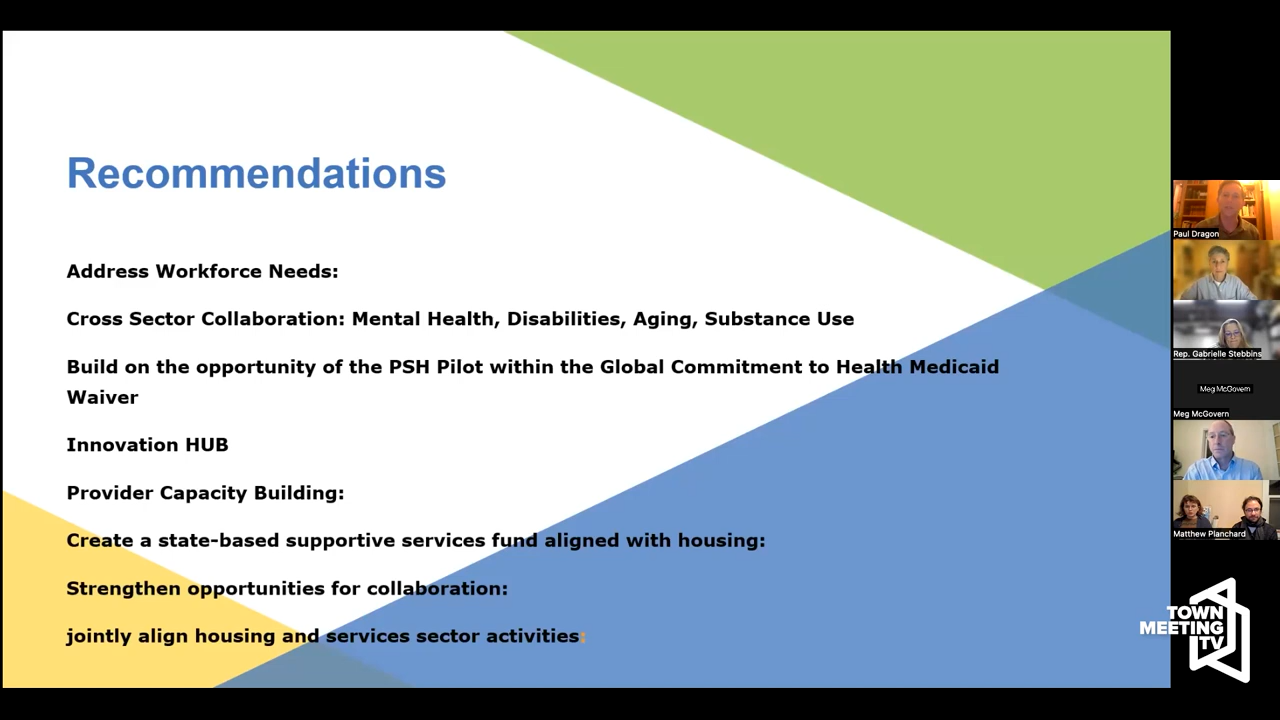 Recommendations
Address Workforce Needs:
Cross Sector Collaboration: Mental Health, Disabilities, Aging, Substance Use
Build on the opportunity of the PSH Pilot within the Global Commitment to Health Medicaid
Waiver
Innovation HUB
Provider Capacity Building:
Create a state-based supportive services fund aligned with housing:
Strengthen opportunities for collaboration:
jointly align housing and services sector activities:
Paul Dragon
Rep. Gabrielle Stebbins
Meg McGovern
Meg McGovern
Matthew Planchard
TOWN
MEETING
TV